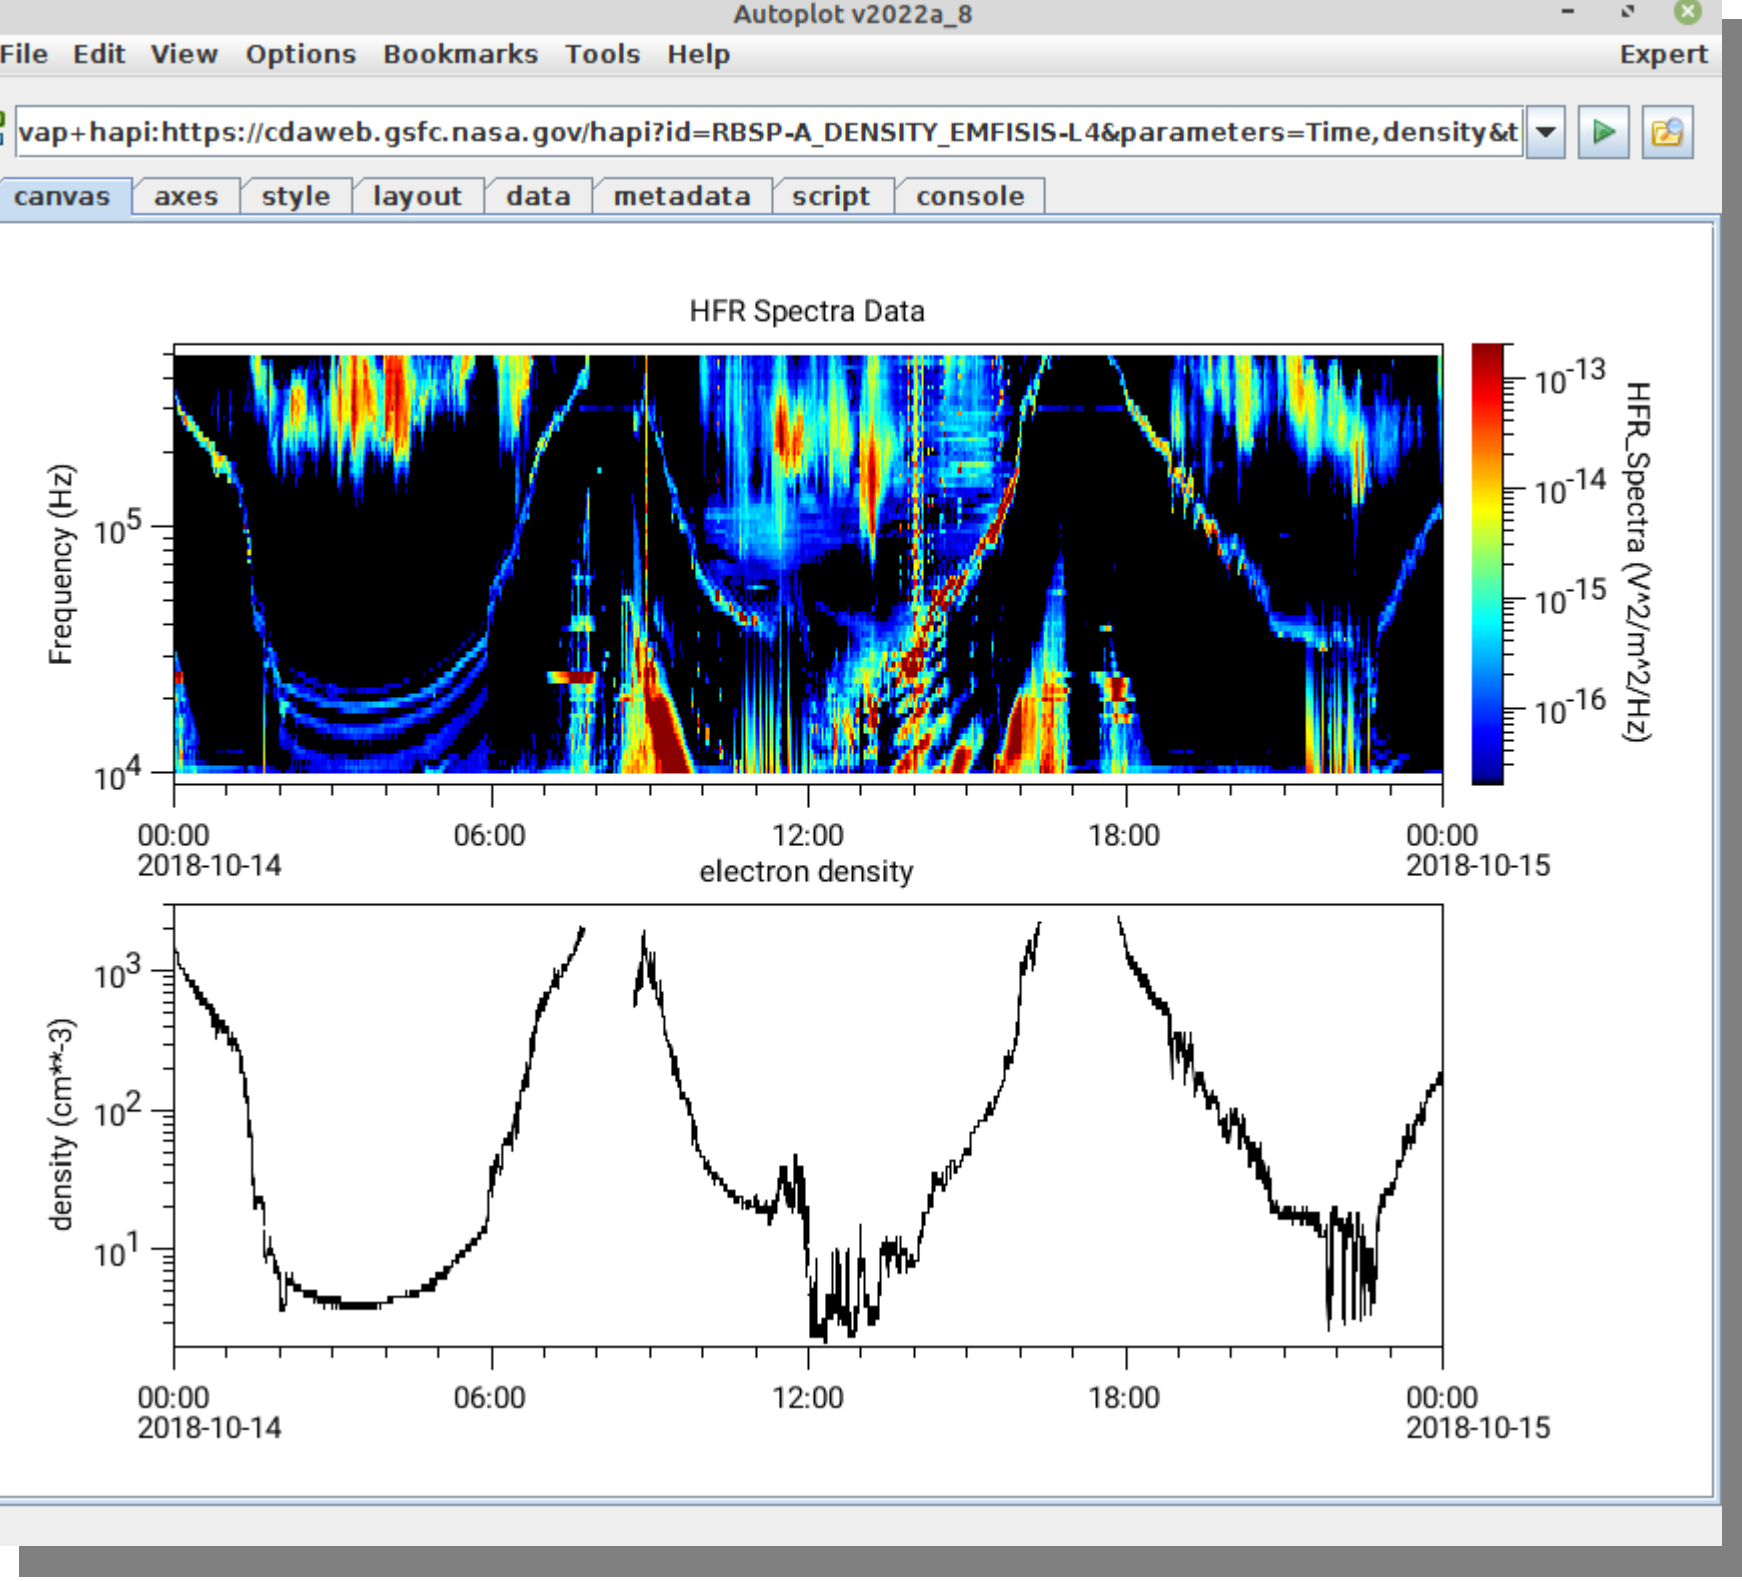 Autoplot v2022a_8
File Edit View Options Bookmarks Tools Help Expert
vap+hapi:https://cdaweb.gsfc.nasa.gov/hapi?id=RBSP-A_DENSITY_EMFISIS-L4&parameters=Time,density&t
canvas axes style layout data metadata script console
HFR Spectra Data
Frequency (Hz)
10^5
10^4
00:00 06:00 12:00 18:00 00:00
2018-10-14 2018-10-15
10^-13
10^-14
10^-15
10^-16
HFR_Spectra (V^2/m^2/Hz)
electron density
density (cm**-3)
10^3
10^2
10^1
00:00 06:00 12:00 18:00 00:00
2018-10-14 2018-10-15